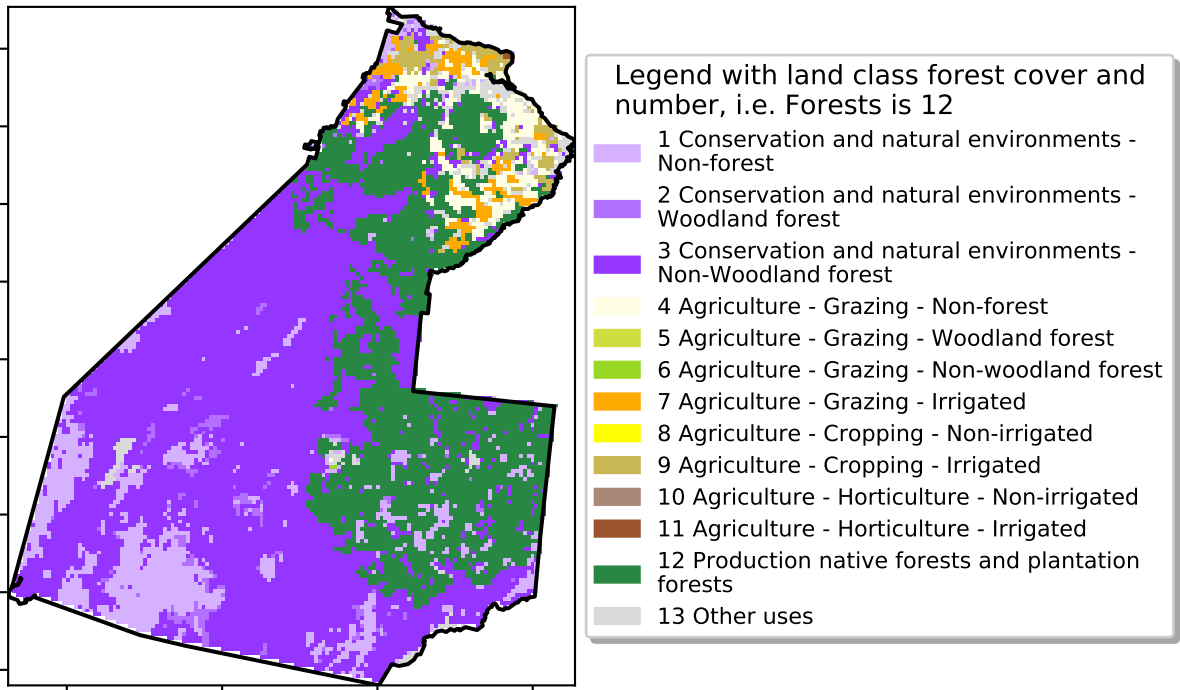 Legend with land class forest cover and
number, i.e. Forests is 12
1 Conservation and natural environments -
Non-forest
2 Conservation and natural environments -
Woodland forest
3 Conservation and natural environments -
Non-Woodland forest
4 Agriculture - Grazing - Non-forest
5 Agriculture - Grazing - Woodland forest
6 Agriculture - Grazing - Non-woodland forest
7 Agriculture - Grazing - Irrigated
8 Agriculture - Cropping - Non-irrigated
9 Agriculture - Cropping - Irrigated
10 Agriculture - Horticulture - Non-irrigated
11 Agriculture - Horticulture - Irrigated
12 Production native forests and plantation
forests
13 Other uses